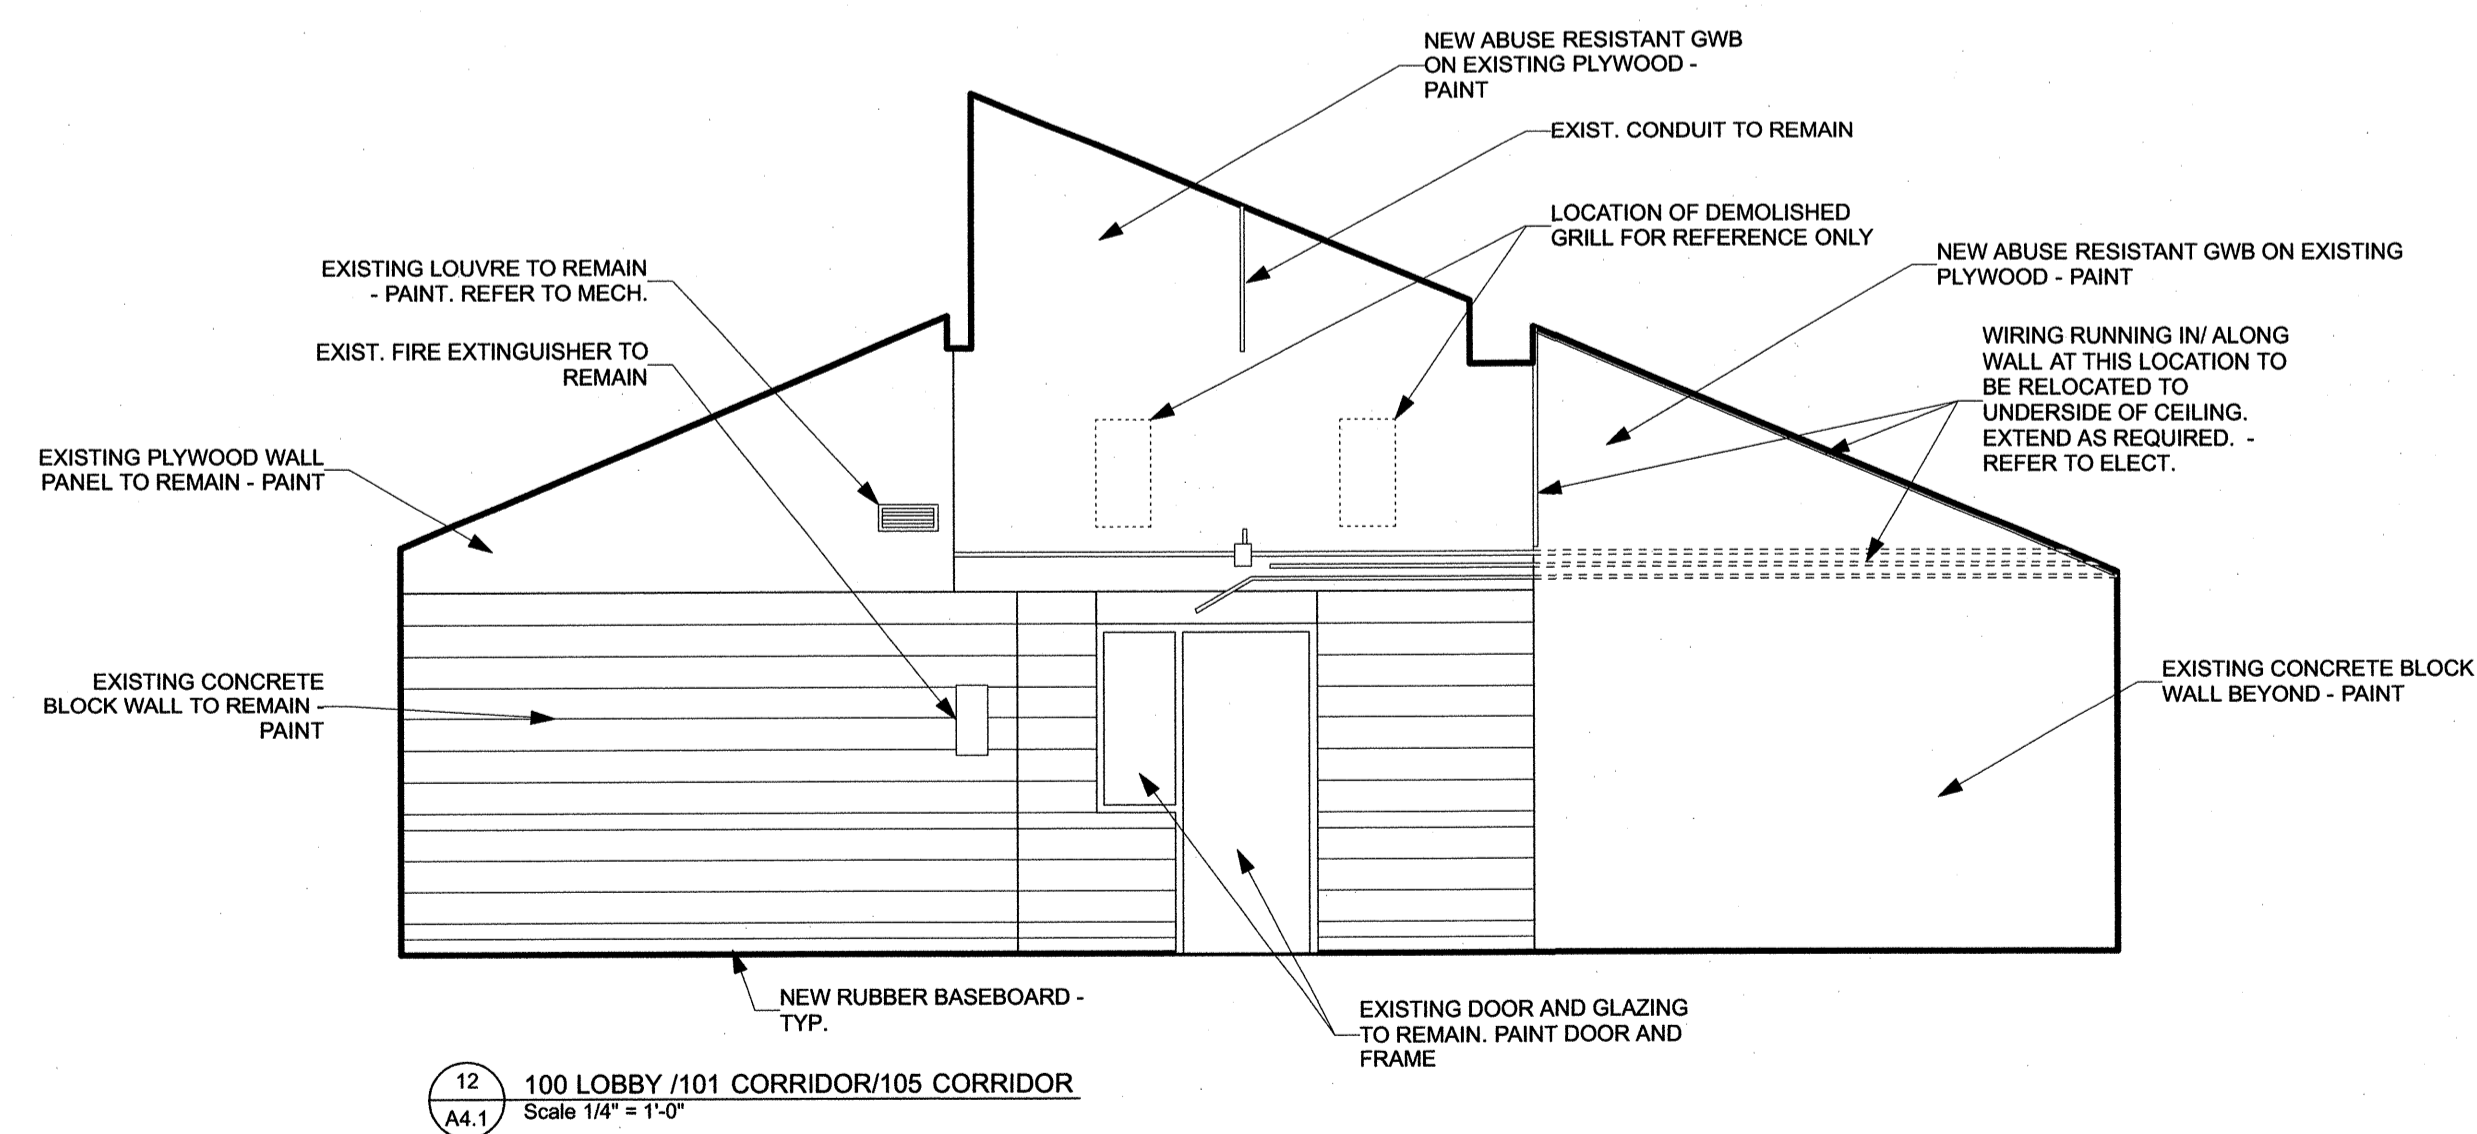 NEW ABUSE RESISTANT GWB
ON EXISTING PLYWOOD -
PAINT
EXIST. CONDUIT TO REMAIN
LOCATION OF DEMOLISHED
GRILL FOR REFERENCE ONLY
NEW ABUSE RESISTANT GWB ON EXISTING
PLYWOOD - PAINT
EXISTING LOUVRE TO REMAIN
- PAINT. REFER TO MECH.
EXIST. FIRE EXTINGUISHER TO
REMAIN
WIRING RUNNING IN/ ALONG
WALL AT THIS LOCATION TO
BE RELOCATED TO
UNDERSIDE OF CEILING.
EXTEND AS REQUIRED. -
REFER TO ELECT.
EXISTING PLYWOOD WALL
PANEL TO REMAIN - PAINT
EXISTING CONCRETE
BLOCK WALL TO REMAIN -
PAINT
EXISTING CONCRETE BLOCK
WALL BEYOND - PAINT
NEW RUBBER BASEBOARD -
TYP.
EXISTING DOOR AND GLAZING
TO REMAIN. PAINT DOOR AND
FRAME
12
A4.1
100 LOBBY /101 CORRIDOR/105 CORRIDOR
Scale 1/4" = 1'-0"